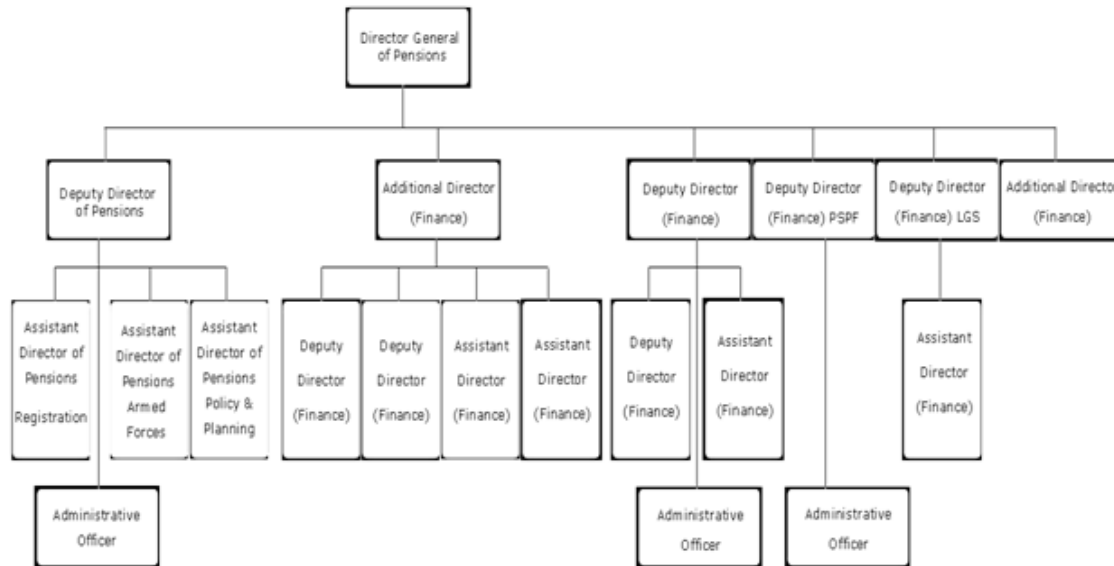 Director General
of Pensions
Deputy Director
of Pensions
Additional Director
(Finance)
Deputy Director
(Finance)
Deputy Director
(Finance) PSPF
Deputy Director
(Finance) LGS
Additional Director
(Finance)
Assistant
Director of
Pensions
Registration
Assistant
Director of
Pensions
Armed
Forces
Assistant
Director of
Pensions
Policy &
Planning
Deputy
Director
(Finance)
Deputy
Director
(Finance)
Assistant
Director
(Finance)
Assistant
Director
(Finance)
Deputy
Director
(Finance)
Assistant
Director
(Finance)
Assistant
Director
(Finance)
Administrative
Officer
Administrative
Officer
Administrative
Officer